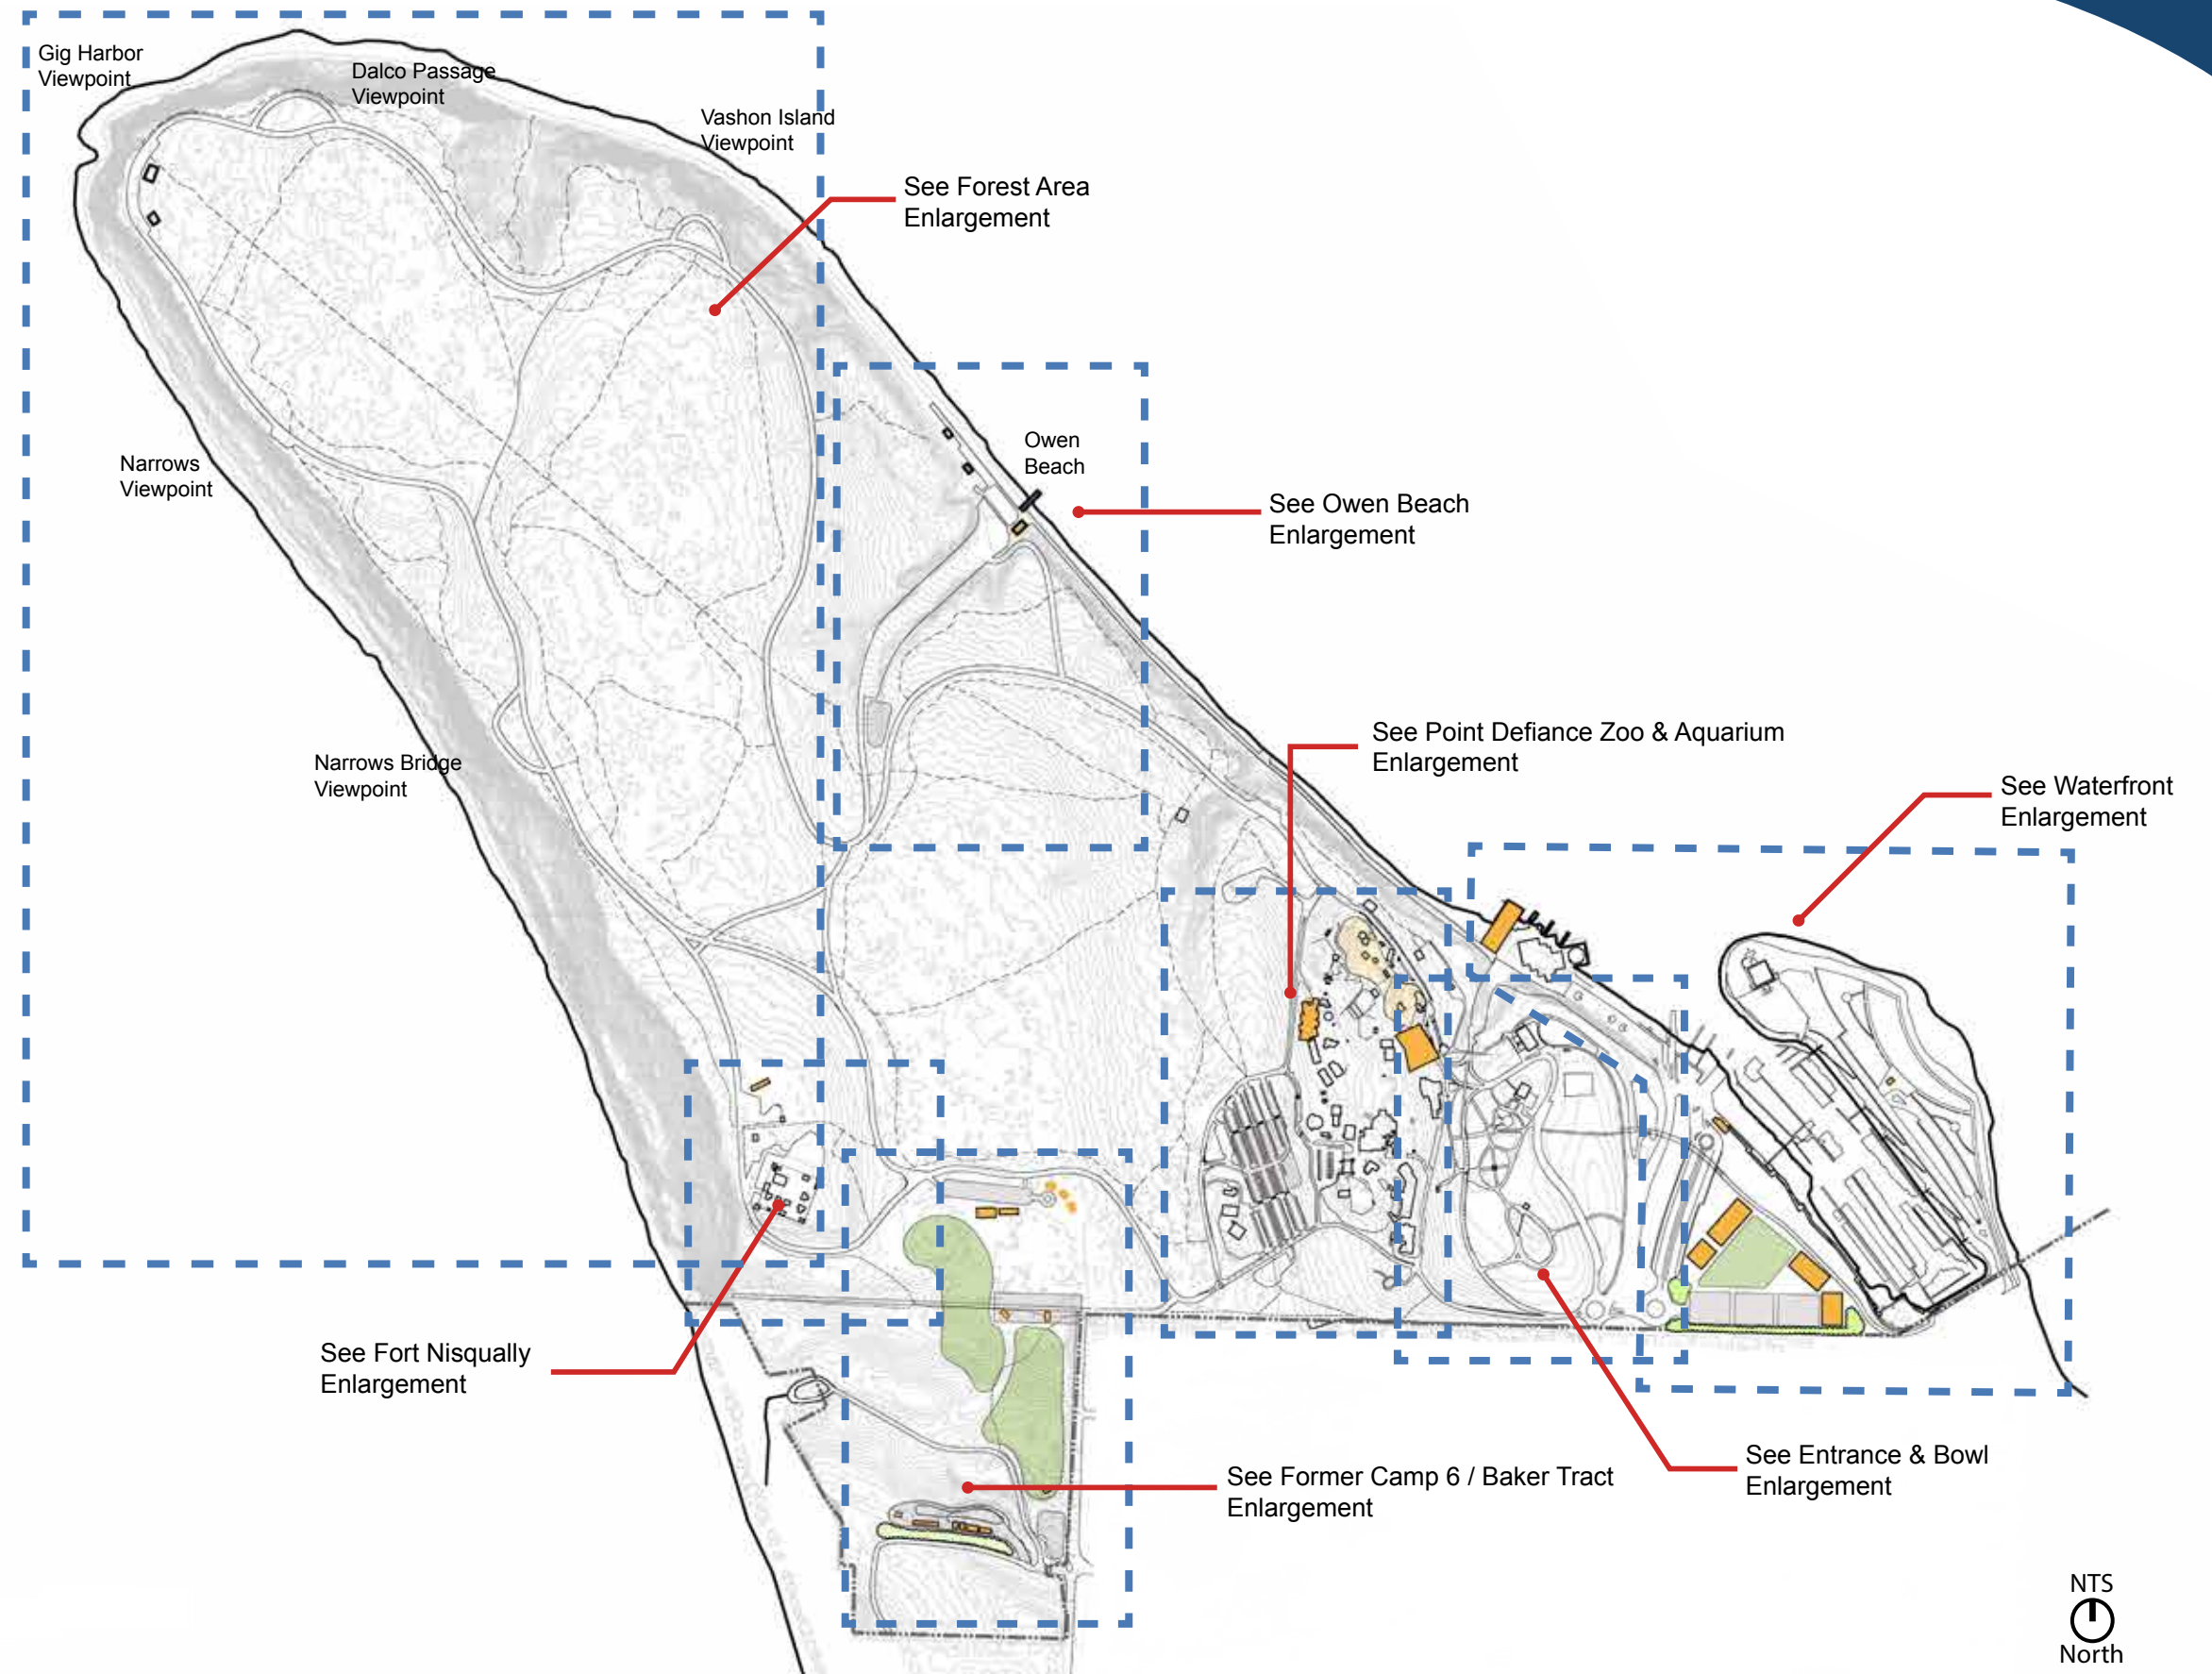 Gig Harbor
Viewpoint
Dalco Passage
Viewpoint
Vashon Island
Viewpoint
See Forest Area
Enlargement
Owen
Beach
Narrows
Viewpoint
See Owen Beach
Enlargement
See Point Defiance Zoo & Aquarium
Enlargement
Narrows Bridge
Viewpoint
See Waterfront
Enlargement
See Fort Nisqually
Enlargement
See Entrance & Bowl
Enlargement
See Former Camp 6 / Baker Tract
Enlargement
NTS
North